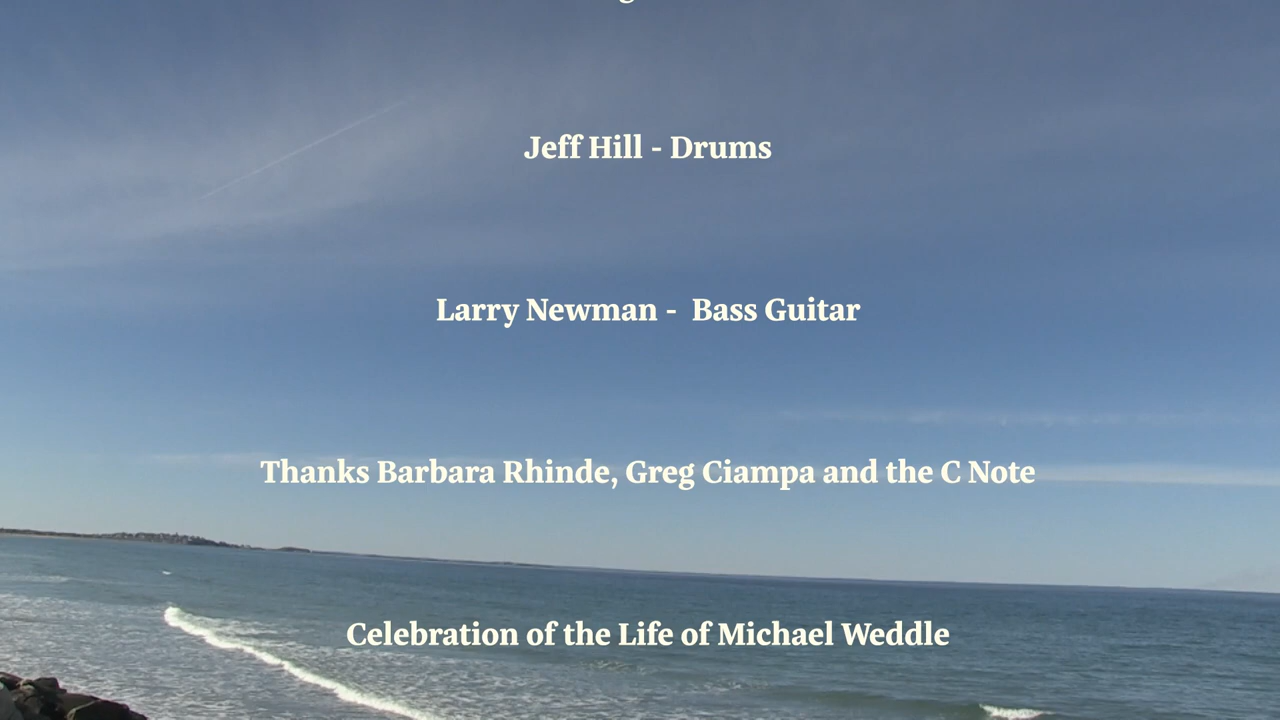 Jeff Hill - Drums
Larry Newman -  Bass Guitar
Thanks Barbara Rhinde, Greg Ciampa and the C Note
Celebration of the Life of Michael Weddle